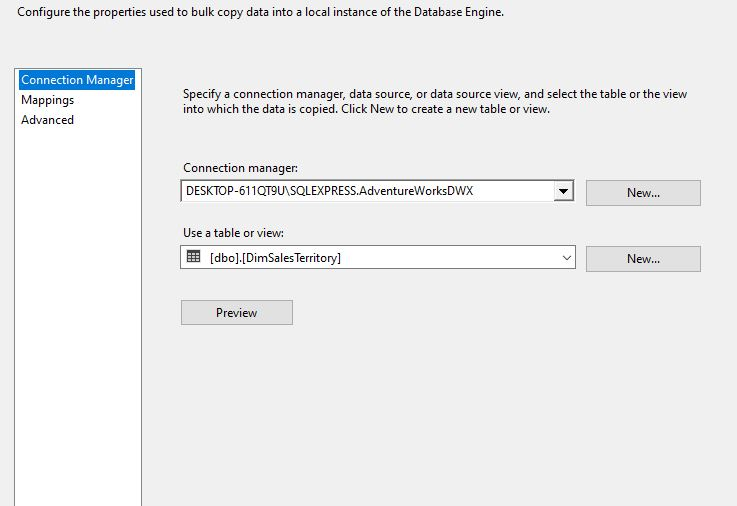 Configure the properties used to bulk copy data into a local instance of the Database Engine.
Connection Manager
Mappings
Advanced
Specify a connection manager, data source, or data source view, and select the table or the view
into which the data is copied. Click New to create a new table or view.
Connection manager:
DESKTOP-611QT9U\SQLEXPRESS.AdventureWorksDWX
New...
Use a table or view:
[dbo].[DimSalesTerritory]
New...
Preview